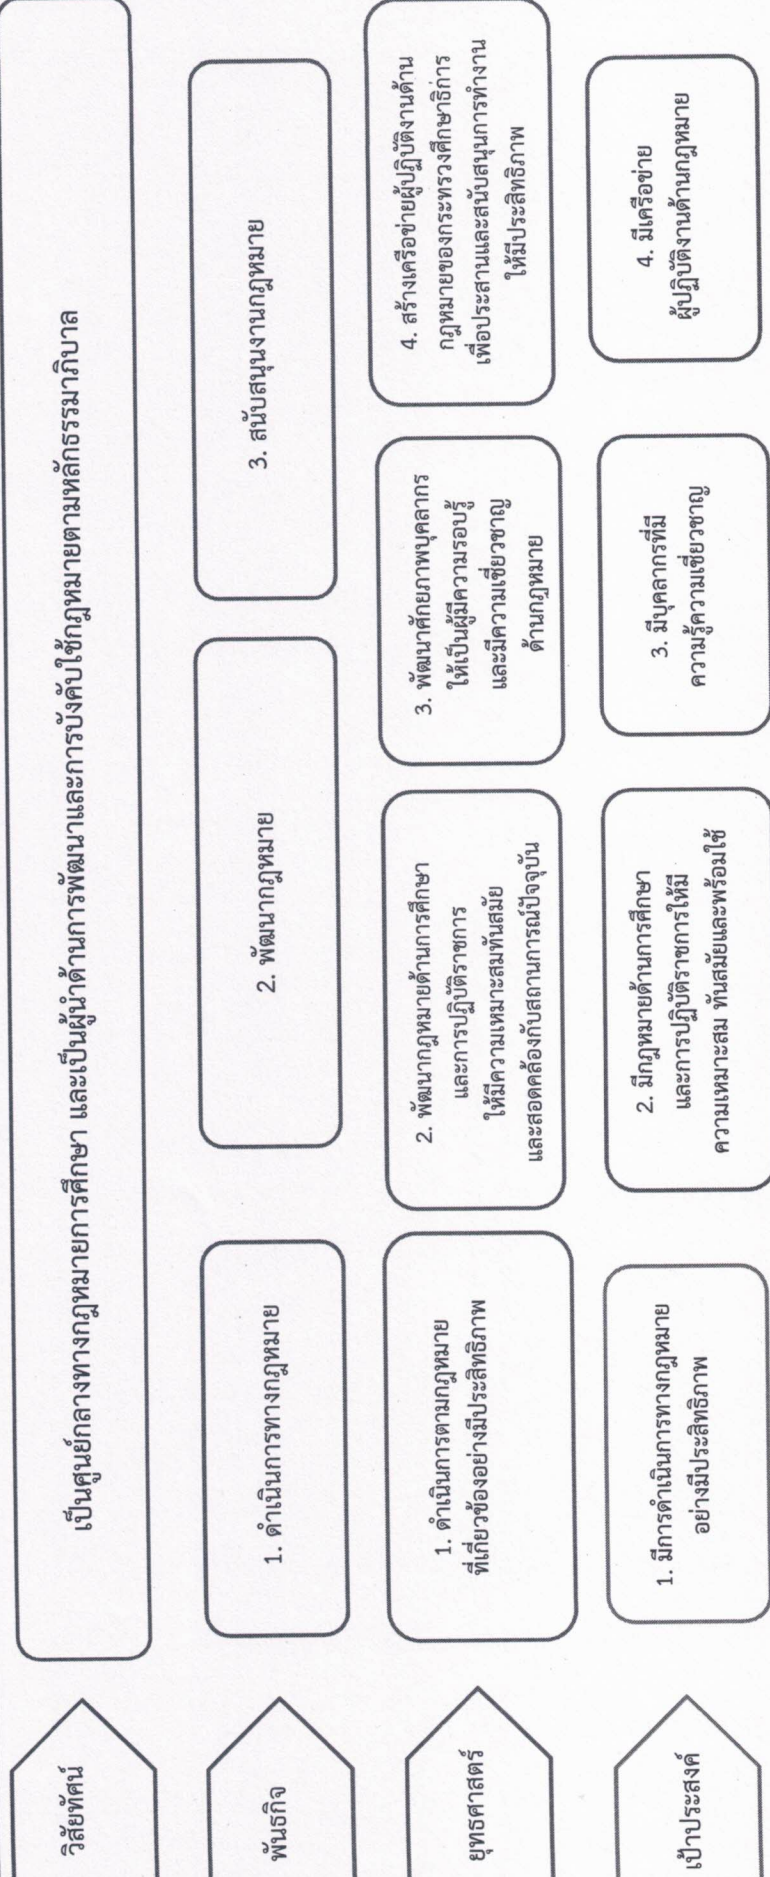 วิสัยทัศน์
เป็นศูนย์กลางทางกฎหมายการศึกษา และเป็นผู้นำด้านการพัฒนาและการบังคับใช้กฎหมายตามหลักธรรมาภิบาล
พันธกิจ
1. ดำเนินการทางกฎหมาย
2. พัฒนากฎหมาย
3. สนับสนุนงานกฎหมาย
ยุทธศาสตร์
1. ดำเนินการตามกฎหมาย
ที่เกี่ยวข้องอย่างมีประสิทธิภาพ
2. พัฒนากฎหมายด้านการศึกษา
และการปฏิบัติราชการ
ให้มีความเหมาะสมทันสมัย
และสอดคล้องกับสถานการณ์ปัจจุบัน
3. พัฒนาศักยภาพบุคลากร
ให้เป็นผู้มีความรอบรู้
และมีความเชี่ยวชาญ
ด้านกฎหมาย
4. สร้างเครือข่ายผู้ปฏิบัติงานด้าน
กฎหมายของกระทรวงศึกษาธิการ
เพื่อประสานและสนับสนุนการทำงาน
ให้มีประสิทธิภาพ
เป้าประสงค์
1. มีการดำเนินการทางกฎหมาย
อย่างมีประสิทธิภาพ
2. มีกฎหมายด้านการศึกษา
และการปฏิบัติราชการให้มี
ความเหมาะสม ทันสมัยและพร้อมใช้
3. มีบุคลากรที่มี
ความรู้ความเชี่ยวชาญ
4. มีเครือข่าย
ผู้ปฏิบัติงานด้านกฎหมาย